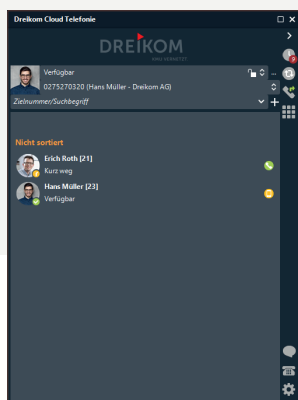 Dreikom Cloud Telefonie
DREIKOM
Verfügbar
0275270320 (Hans Müller - Dreikom AG)
Zielnummer/Suchbegriff
9
Nicht sortiert
Erich Roth [21]
Kurz weg
Hans Müller [23]
Verfügbar